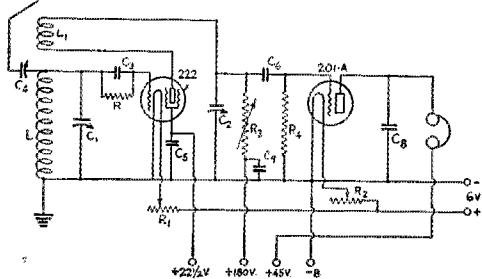 L₁
C₄
C₃
222
C₆
201-A
R
L
C₁
C₂
R₃
R₄
C₈
C₅
C₉
R₂
R₁
-
6V
+
+22½V
+180V.
+45V.
-B